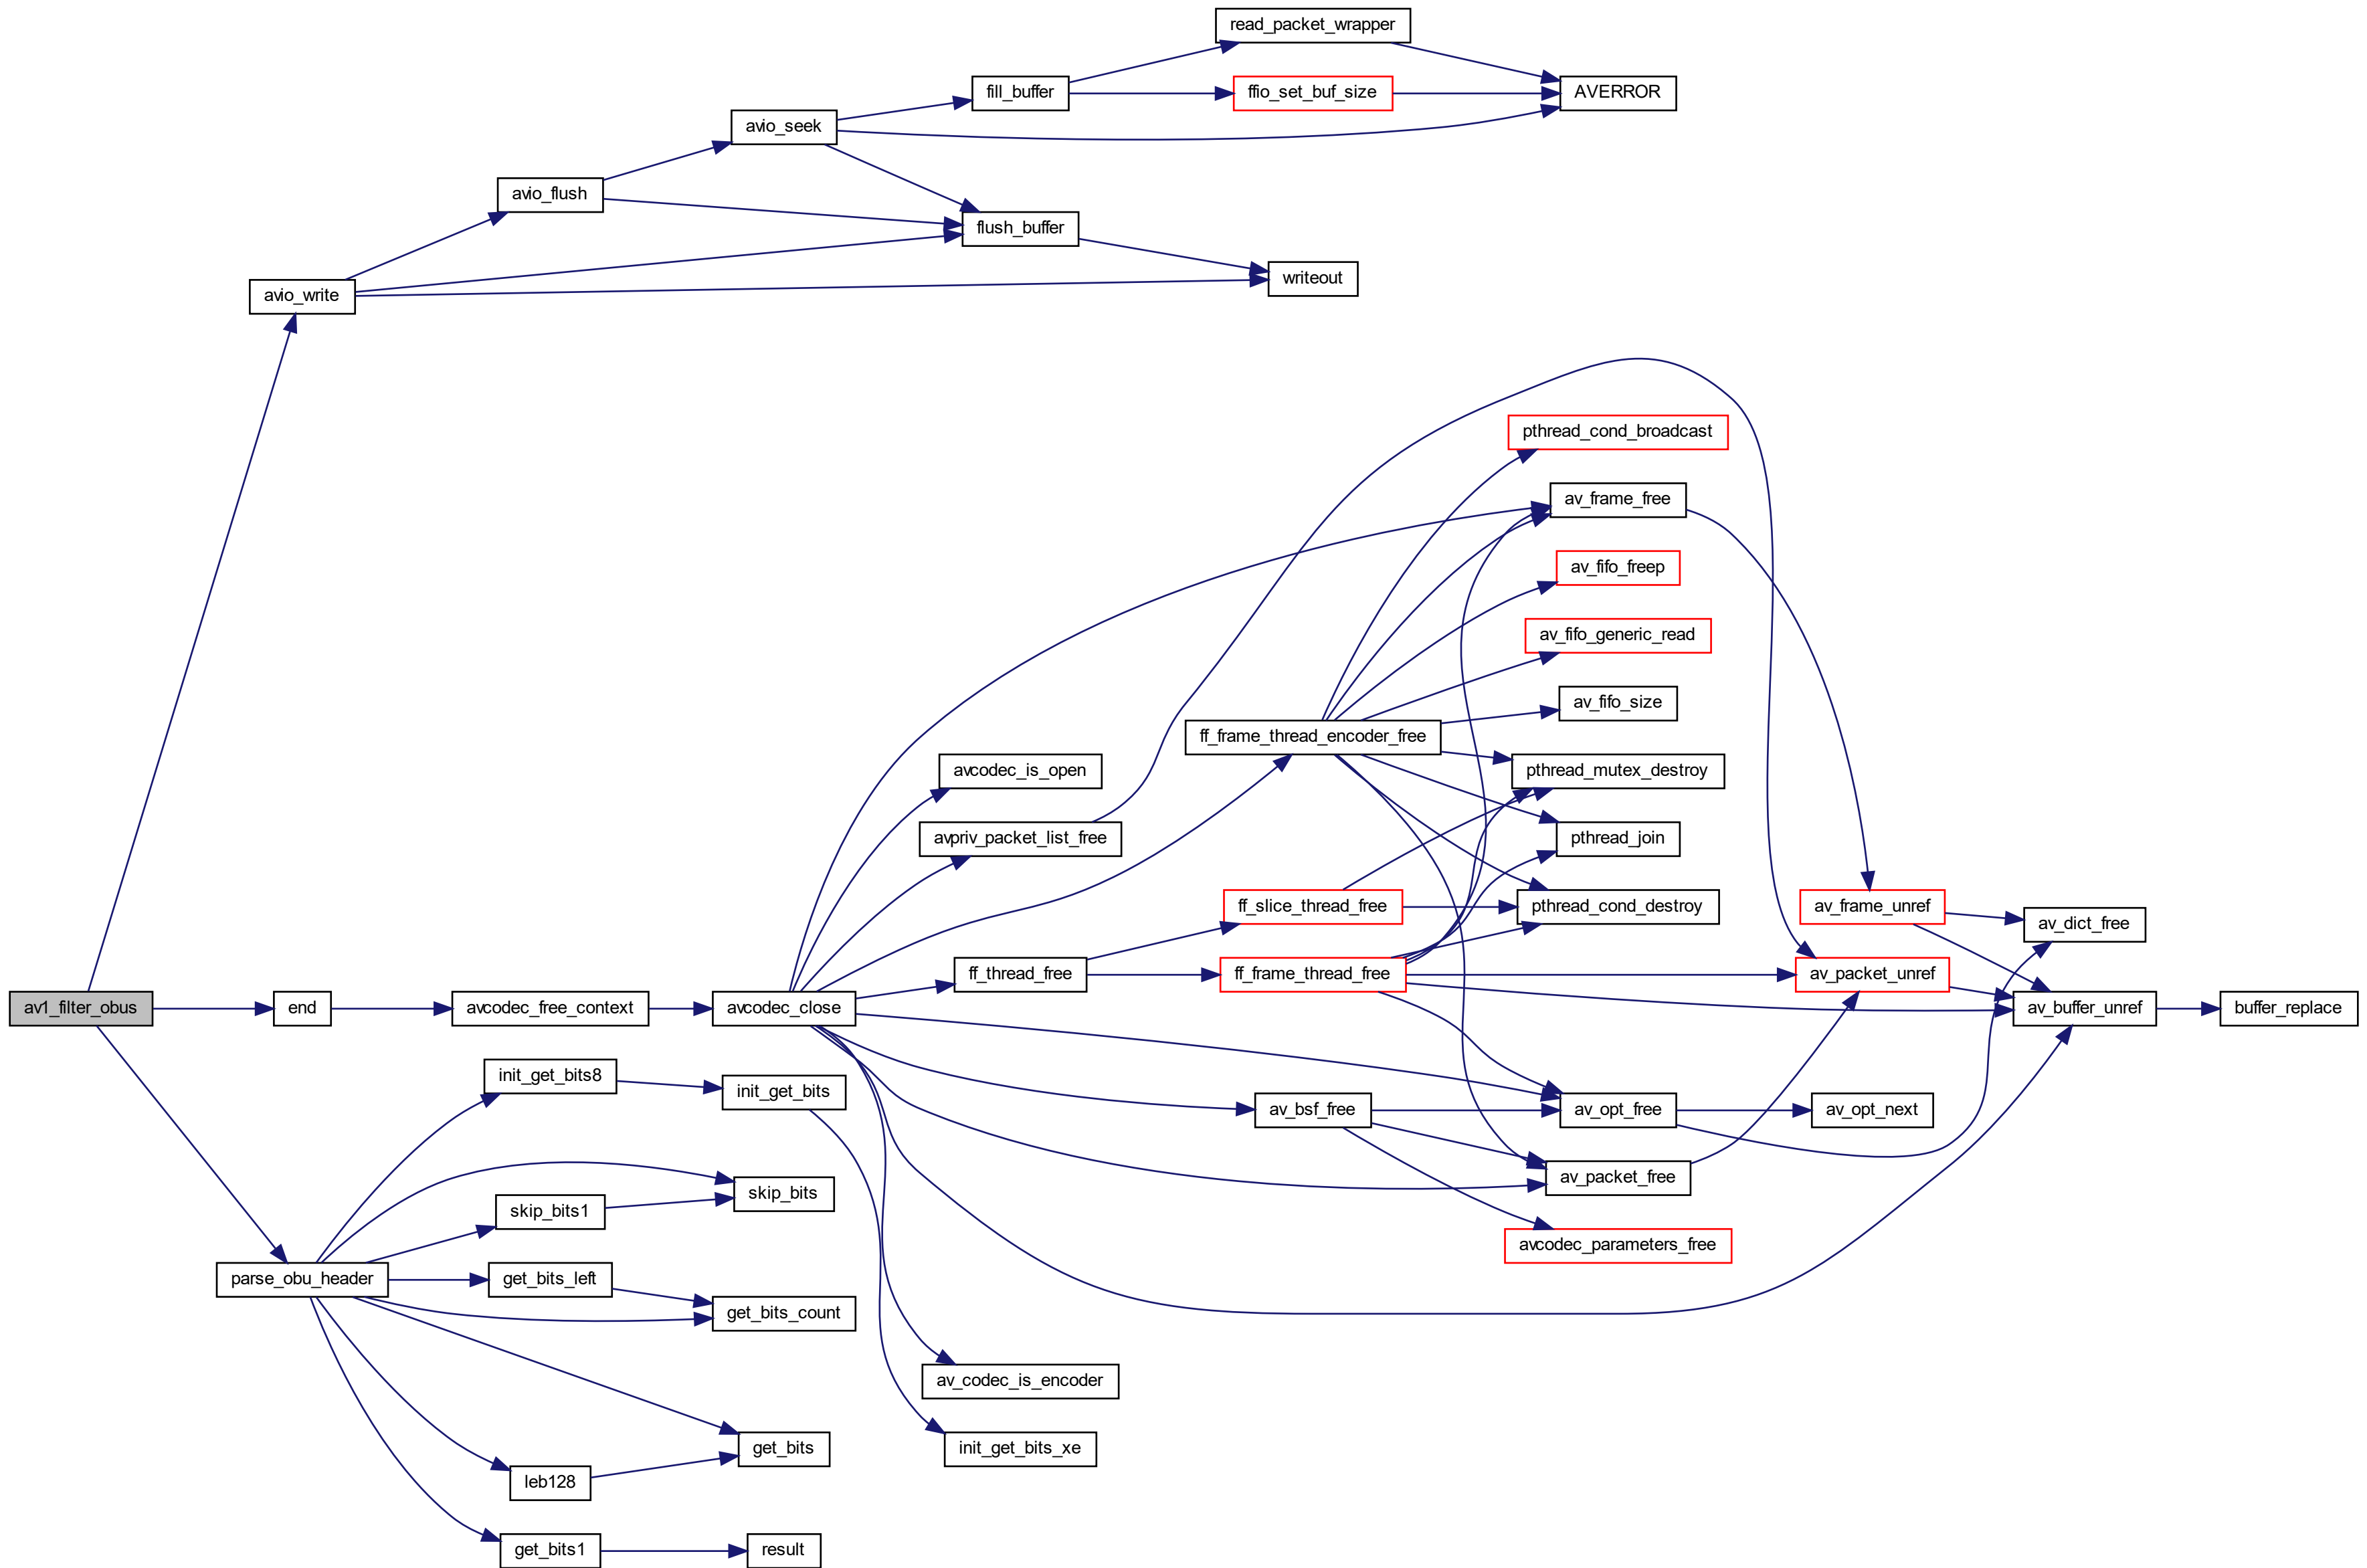 read_packet_wrapper
fill_buffer
ffio_set_buf_size
AVERROR
avio_seek
avio_flush
flush_buffer
writeout
avio_write
pthread_cond_broadcast
av_frame_free
av_fifo_freep
av_fifo_generic_read
av_fifo_size
ff_frame_thread_encoder_free
avcodec_is_open
pthread_mutex_destroy
avpriv_packet_list_free
pthread_join
ff_slice_thread_free
pthread_cond_destroy
av_frame_unref
av_dict_free
ff_thread_free
ff_frame_thread_free
av_packet_unref
av1_filter_obus
end
avcodec_free_context
avcodec_close
av_buffer_unref
buffer_replace
init_get_bits8
init_get_bits
av_bsf_free
av_opt_free
av_opt_next
skip_bits
av_packet_free
skip_bits1
avcodec_parameters_free
parse_obu_header
get_bits_left
get_bits_count
av_codec_is_encoder
get_bits
init_get_bits_xe
leb128
get_bits1
result